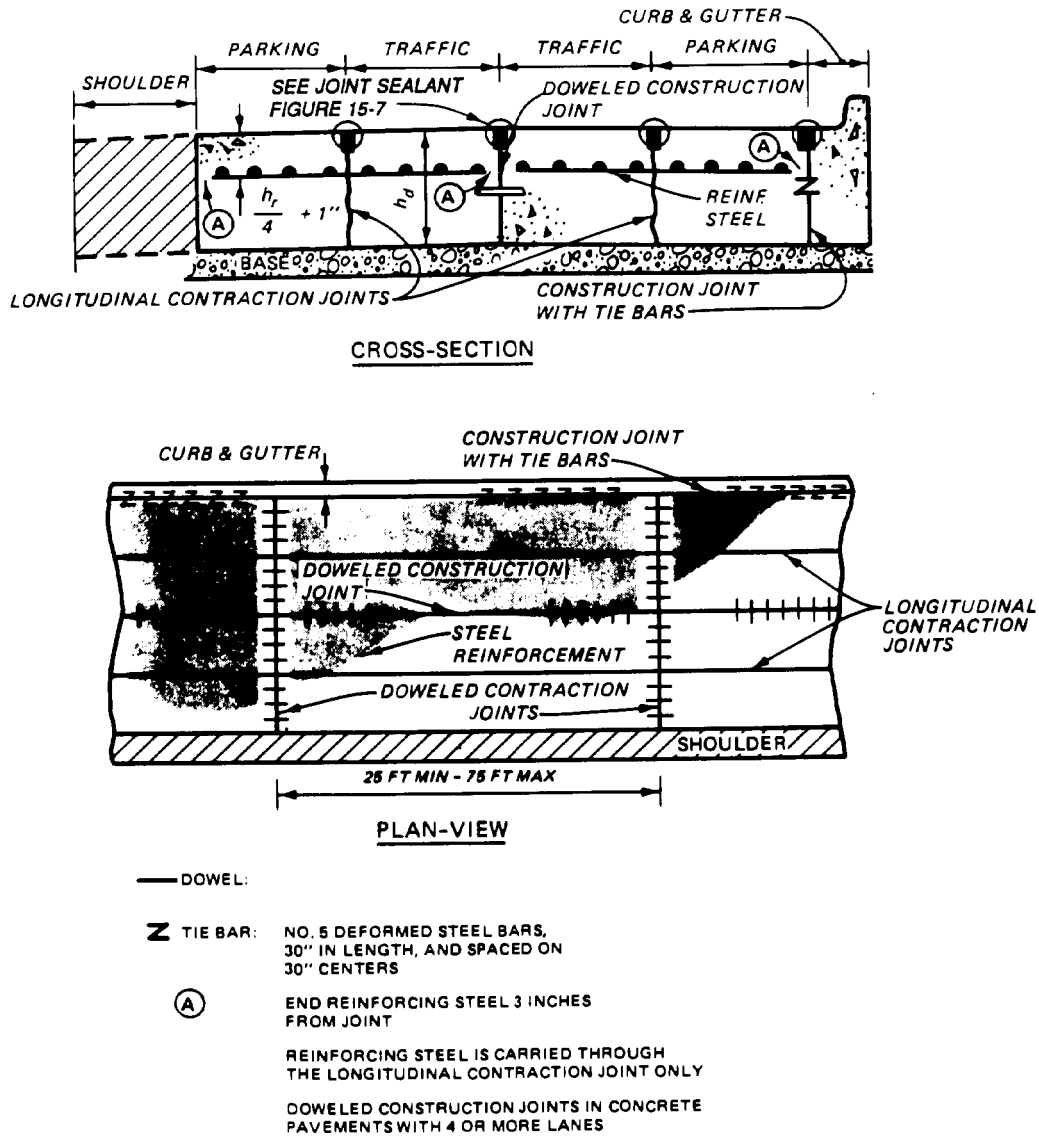 CURB & GUTTER
PARKING
TRAFFIC
TRAFFIC
PARKING
SHOULDER
SEE JOINT SEALANT
FIGURE 15-7
DOWELED CONSTRUCTION
JOINT
A
A
A
hr/4 + 1"
hd
REINF.
STEEL
BASE
LONGITUDINAL CONTRACTION JOINTS
CONSTRUCTION JOINT
WITH TIE BARS
CROSS-SECTION
CONSTRUCTION JOINT
WITH TIE BARS
CURB & GUTTER
DOWELED CONSTRUCTION
JOINT
STEEL
REINFORCEMENT
LONGITUDINAL
CONTRACTION
JOINTS
DOWELED CONTRACTION
JOINTS
SHOULDER
25 FT MIN - 75 FT MAX
PLAN-VIEW
DOWEL:
TIE BAR: NO. 5 DEFORMED STEEL BARS,
30" IN LENGTH, AND SPACED ON
30" CENTERS
A END REINFORCING STEEL 3 INCHES
FROM JOINT
REINFORCING STEEL IS CARRIED THROUGH
THE LONGITUDINAL CONTRACTION JOINT ONLY
DOWELED CONSTRUCTION JOINTS IN CONCRETE
PAVEMENTS WITH 4 OR MORE LANES